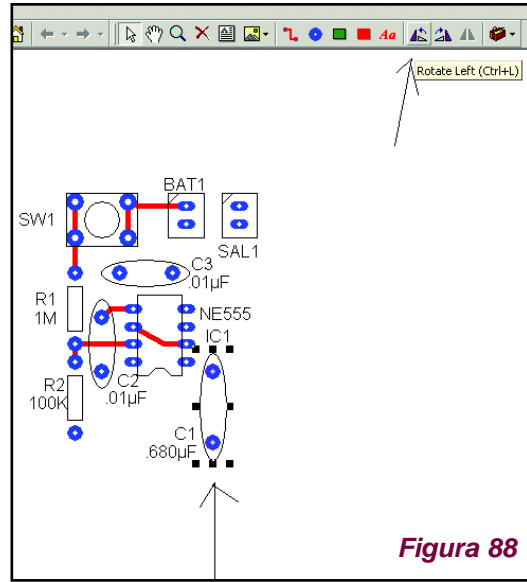 Aa
Rotate Left (Ctrl+L)
BAT1
SW1
SAL1
C3
.01µF
R1
1M
NE555
IC1
R2
100K
C2
.01µF
C1
.680µF
Figura 88